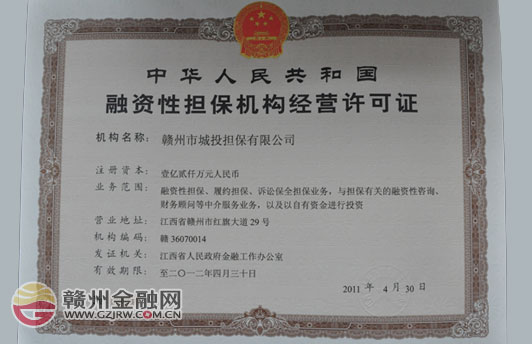 中华人民共和国
融资性担保机构经营许可证
机构名称： 赣州市城投担保有限公司
注册资本： 壹亿贰仟万元人民币
业务范围： 融资性担保、履约担保、诉讼保全担保业务，与担保有关的融资性咨询、
财务顾问等中介服务业务，以及以自有资金进行投资
营业地址： 江西省赣州市红旗大道29号
机构编码： 赣36070014
发证机关： 江西省人民政府金融工作办公室
有效期限： 至二〇一二年四月三十日
2011 年 4 月 30 日
赣州金融网
WWW.GZJRW.COM.CN